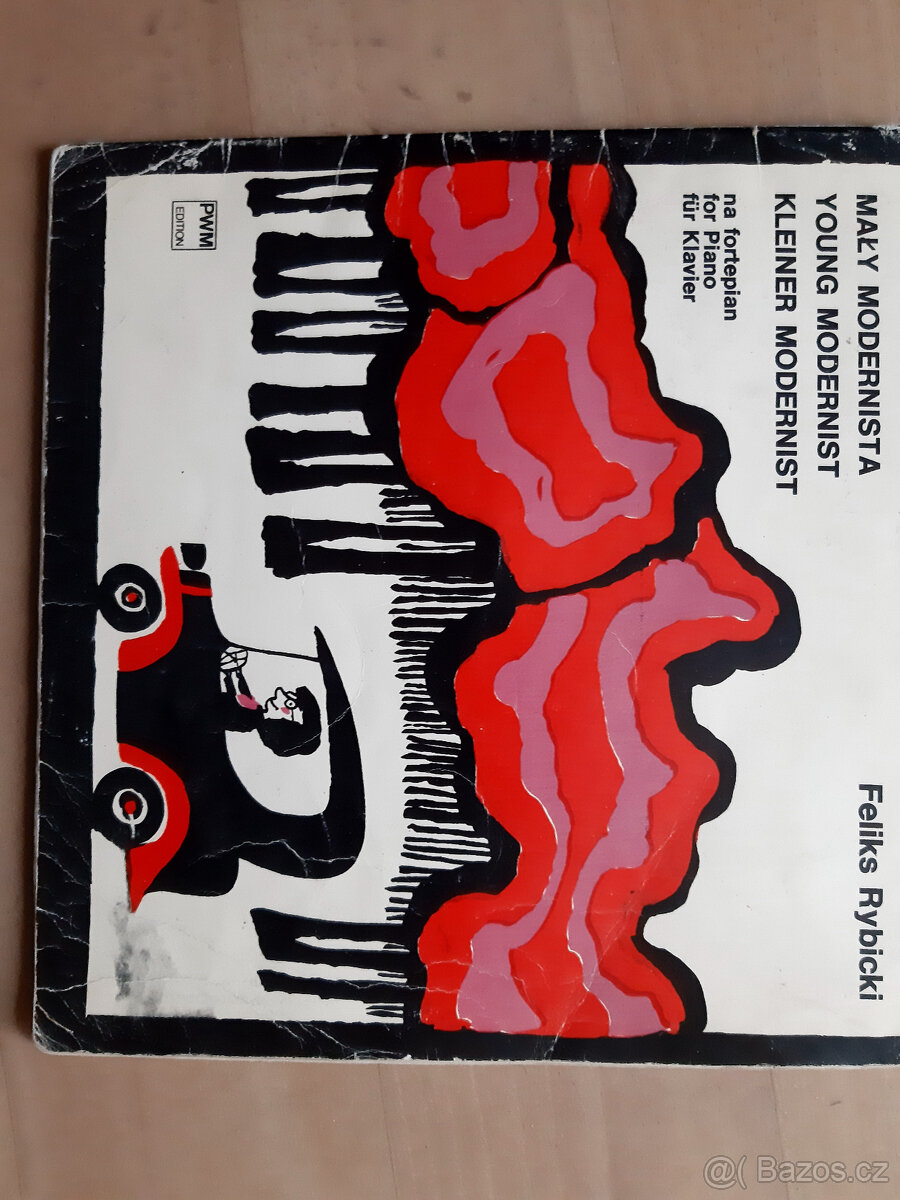 MAŁY MODERNISTA
YOUNG MODERNIST
KLEINER MODERNIST
Feliks Rybicki
na fortepian
for Piano
für Klavier
PWM
EDITION
@( Bazos.cz